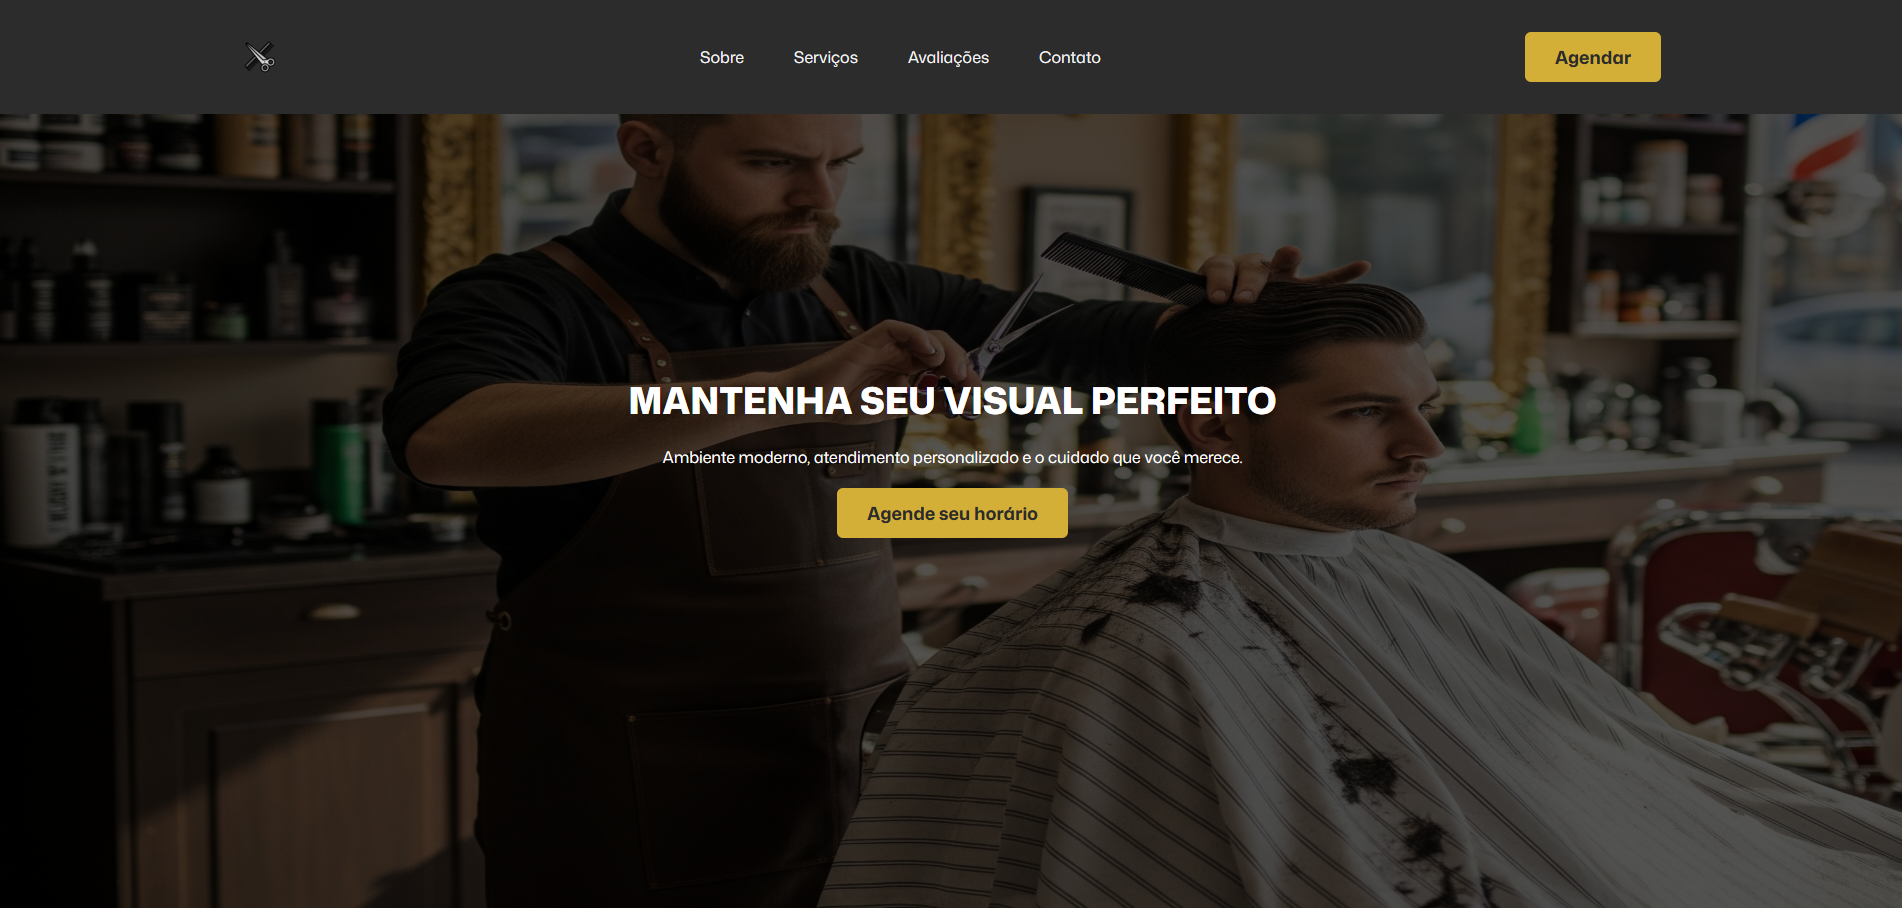 Sobre
Serviços
Avaliações
Contato
Agendar
MANTENHA SEU VISUAL PERFEITO
Ambiente moderno, atendimento personalizado e o cuidado que você merece.
Agende seu horário